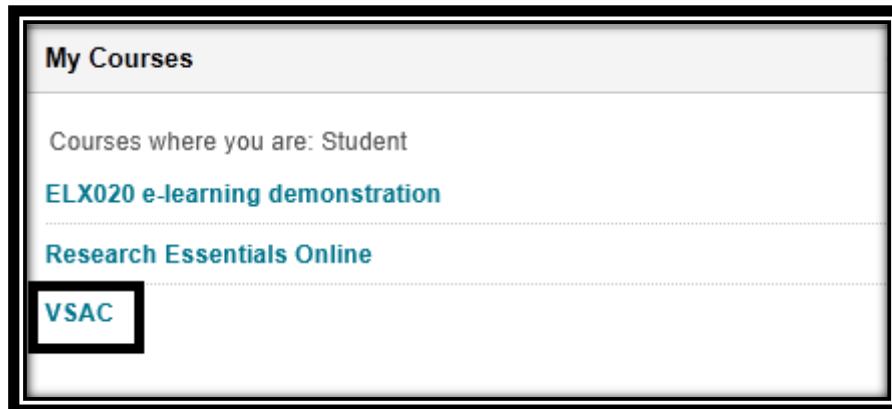 My Courses
Courses where you are: Student
ELX020 e-learning demonstration
Research Essentials Online
VSAC